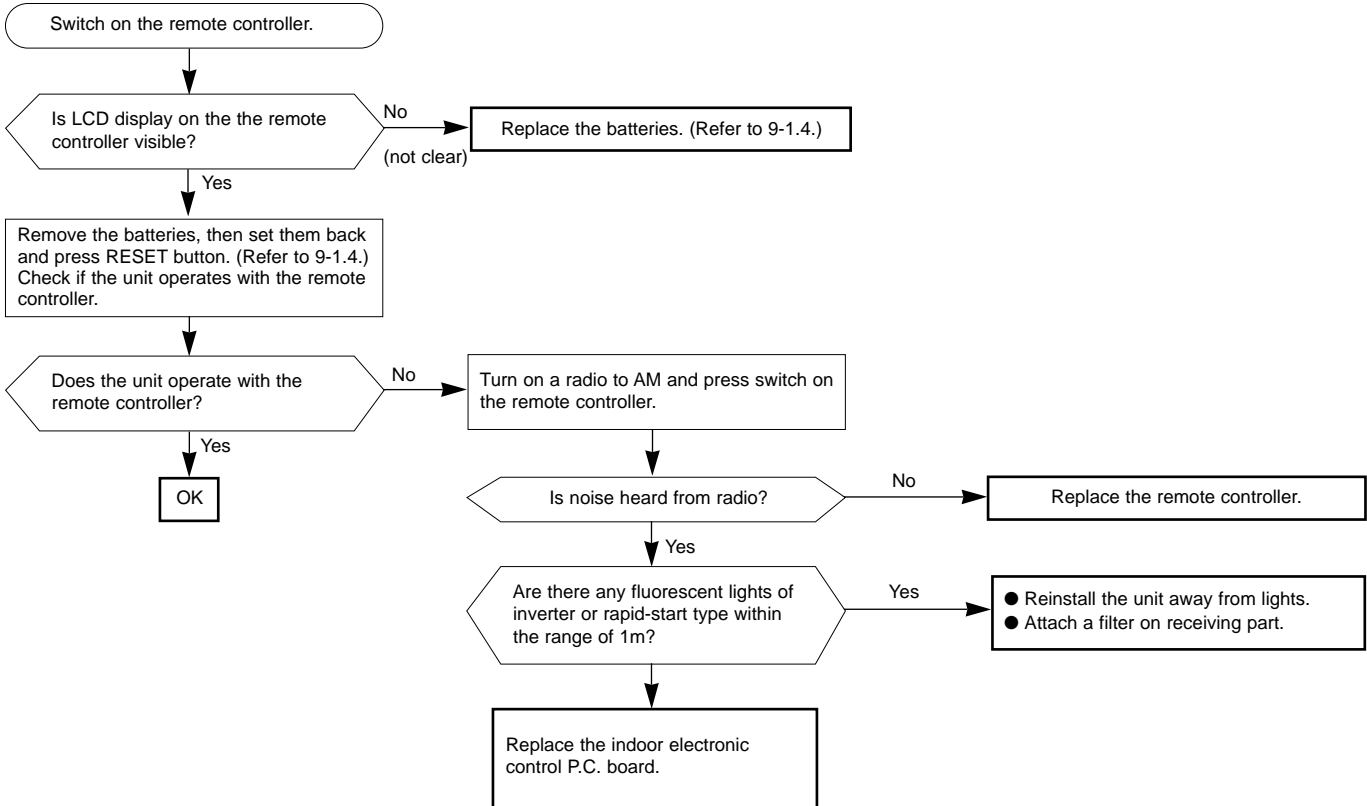 Switch on the remote controller.
Is LCD display on the the remote
controller visible?
No
(not clear)
Replace the batteries. (Refer to 9-1.4.)
Yes
Remove the batteries, then set them back
and press RESET button. (Refer to 9-1.4.)
Check if the unit operates with the remote
controller.
Does the unit operate with the
remote controller?
No
Turn on a radio to AM and press switch on
the remote controller.
Yes
OK
Is noise heard from radio?
No
Replace the remote controller.
Yes
Are there any fluorescent lights of
inverter or rapid-start type within
the range of 1m?
Yes
● Reinstall the unit away from lights.
● Attach a filter on receiving part.
Replace the indoor electronic
control P.C. board.